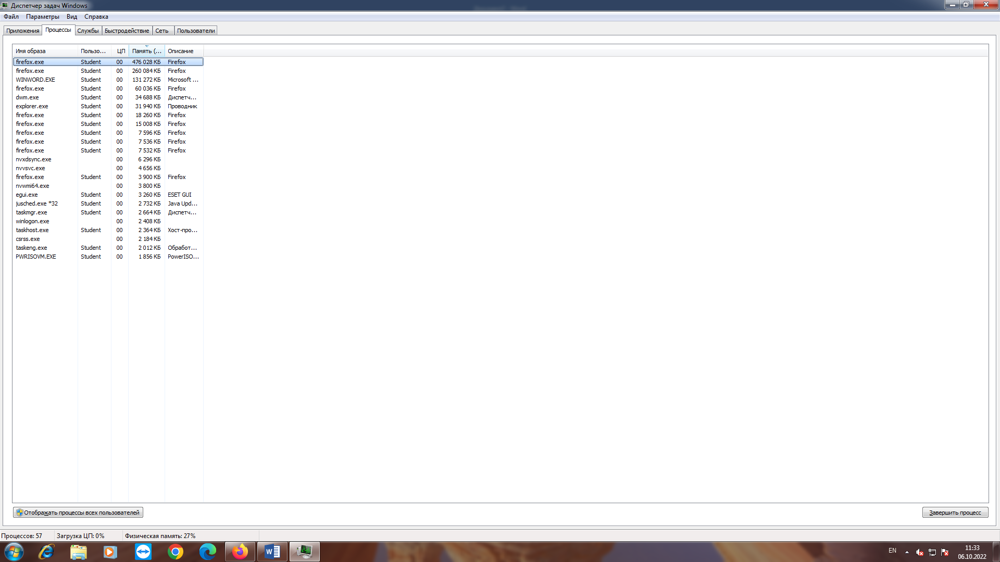 Диспетчер задач Windows
Файл Параметры Вид Справка
Приложения Процессы Службы Быстродействие Сеть Пользователи
Имя образа Пользо... ЦП Память (... Описание
firefox.exe Student 00 476 028 КБ Firefox
firefox.exe Student 00 260 084 КБ Firefox
WINWORD.EXE Student 00 131 272 КБ Microsoft ...
firefox.exe Student 00 60 036 КБ Firefox
dwm.exe Student 00 34 688 КБ Диспетч...
explorer.exe Student 00 31 940 КБ Проводник
firefox.exe Student 00 18 260 КБ Firefox
firefox.exe Student 00 15 008 КБ Firefox
firefox.exe Student 00 7 596 КБ Firefox
firefox.exe Student 00 7 536 КБ Firefox
firefox.exe Student 00 7 532 КБ Firefox
nvxdsync.exe 00 6 296 КБ
nvvsvc.exe 00 4 656 КБ
firefox.exe Student 00 3 900 КБ Firefox
nvwmi64.exe 00 3 800 КБ
egui.exe Student 00 3 260 КБ ESET GUI
jusched.exe *32 Student 00 2 732 КБ Java Upd...
taskmgr.exe Student 00 2 664 КБ Диспетч...
winlogon.exe 00 2 408 КБ
taskhost.exe Student 00 2 364 КБ Хост-про...
csrss.exe 00 2 184 КБ
taskeng.exe Student 00 2 012 КБ Обработ...
PWRISOVM.EXE Student 00 1 856 КБ PowerISO...
Отображать процессы всех пользователей Завершить процесс
Процессов: 57 Загрузка ЦП: 0% Физическая память: 27%
EN 11:33
06.10.2022